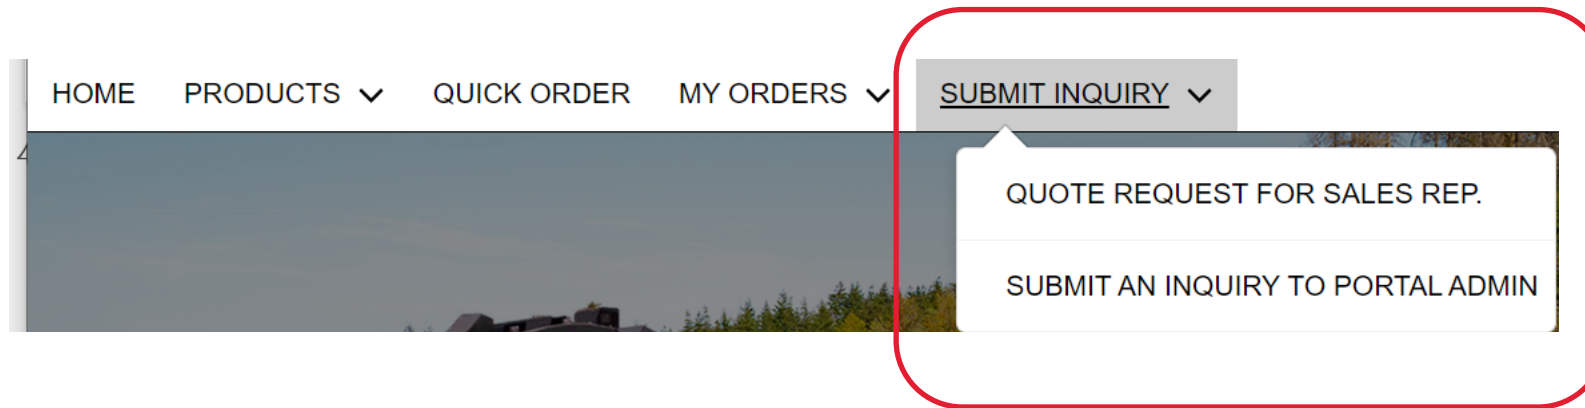 HOME PRODUCTS QUICK ORDER MY ORDERS SUBMIT INQUIRY
QUOTE REQUEST FOR SALES REP.
SUBMIT AN INQUIRY TO PORTAL ADMIN